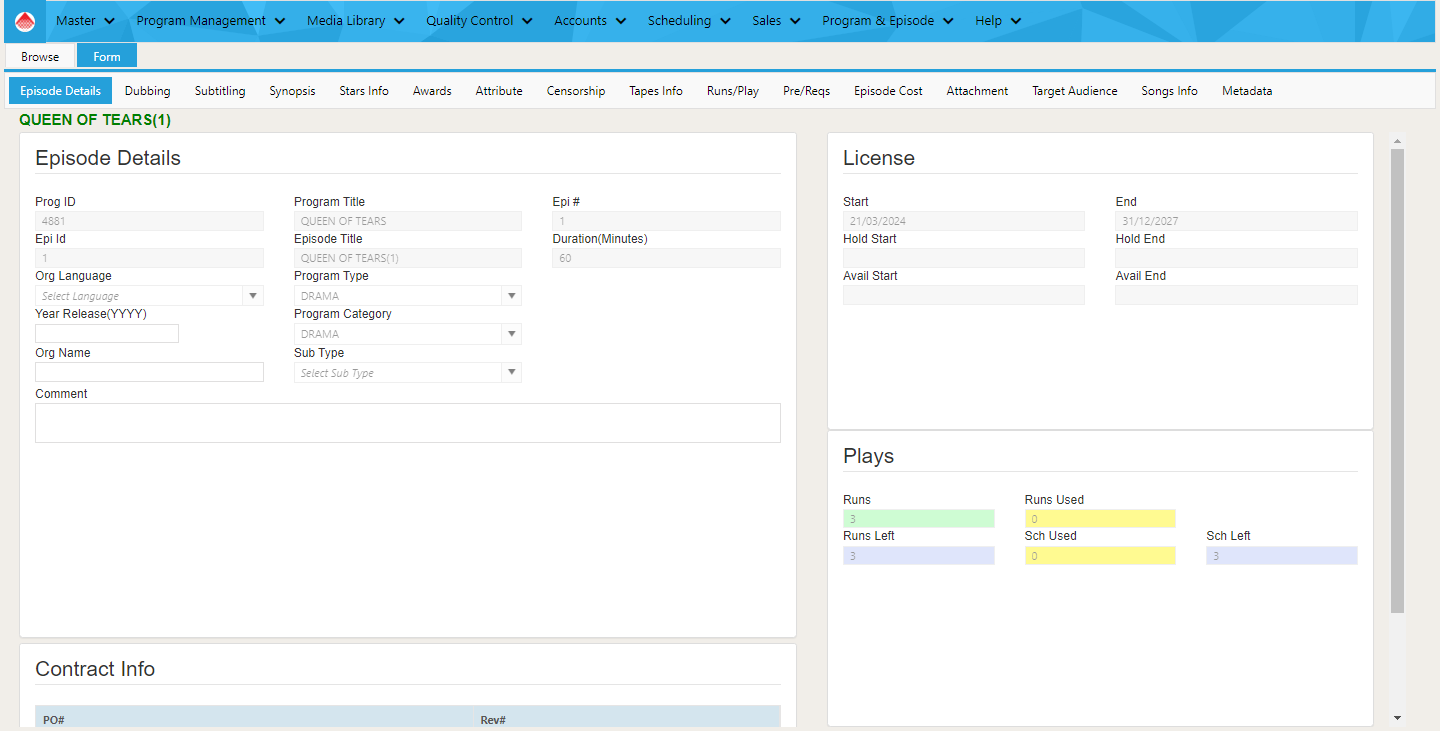 Master Program Management Media Library Quality Control Accounts Scheduling Sales Program & Episode Help
Browse Form
Episode Details Dubbing Subtitling Synopsis Stars Info Awards Attribute Censorship Tapes Info Runs/Play Pre/Reqs Episode Cost Attachment Target Audience Songs Info Metadata
QUEEN OF TEARS(1)
Episode Details
Prog ID Program Title Epi #
4881 QUEEN OF TEARS 1
Epi Id Episode Title Duration(Minutes)
1 QUEEN OF TEARS(1) 60
Org Language Program Type
Select Language DRAMA
Year Release(YYYY) Program Category
DRAMA
Org Name Sub Type
Select Sub Type
Comment
Contract Info
PO# Rev#
License
Start End
21/03/2024 31/12/2027
Hold Start Hold End
Avail Start Avail End
Plays
Runs Runs Used
3 0
Runs Left Sch Used Sch Left
3 0 3